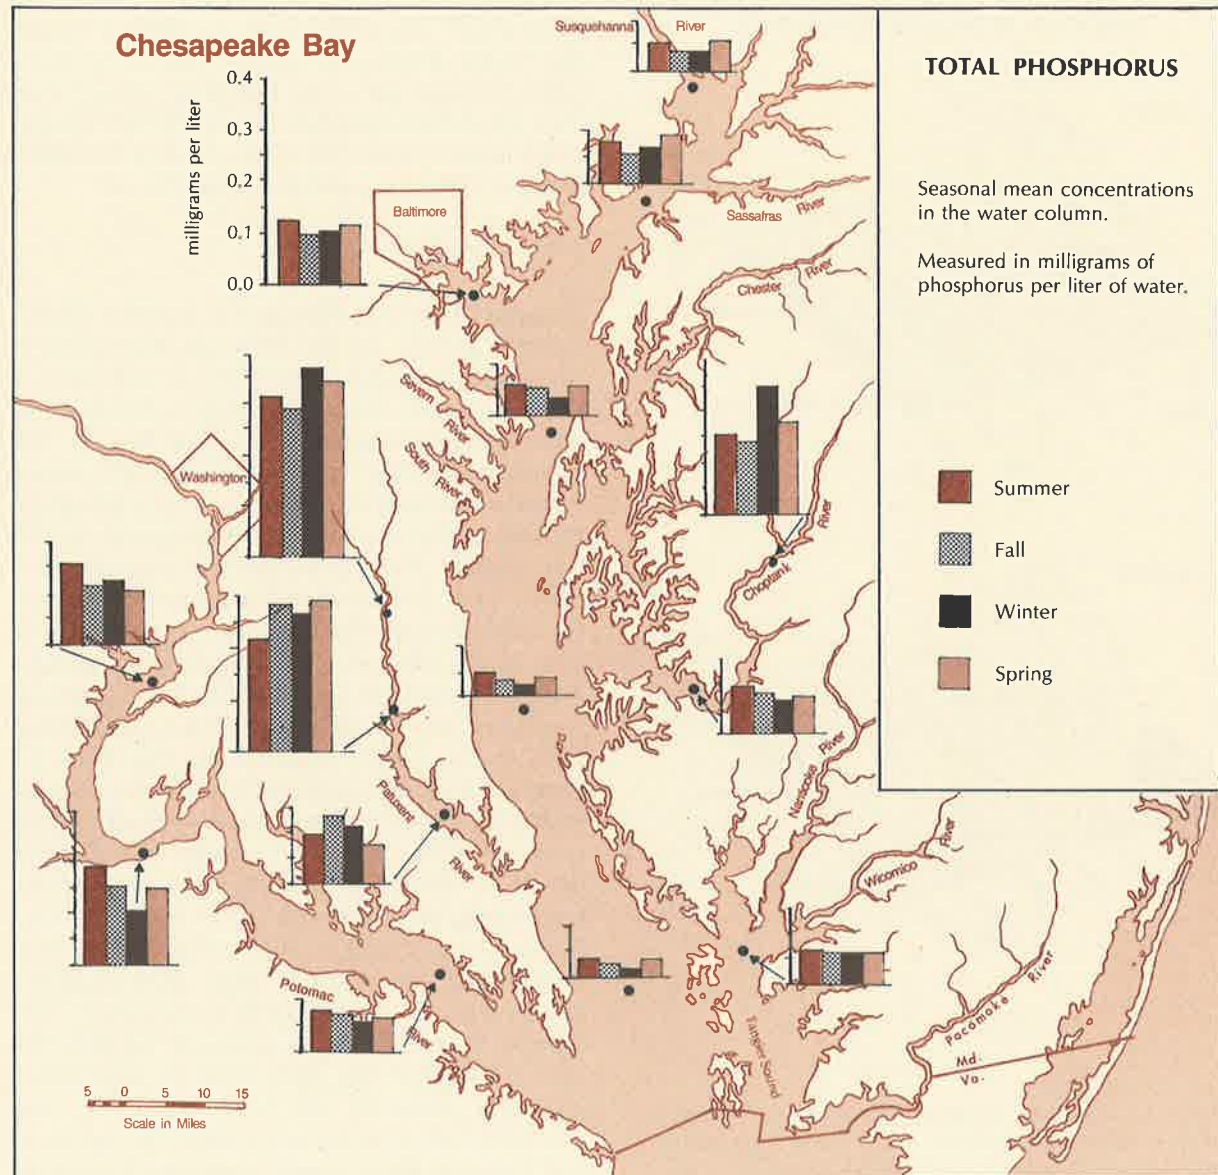 Chesapeake Bay
Susquehanna River
TOTAL PHOSPHORUS
0.4
0.3
0.2
0.1
0.0
milligrams per liter
Baltimore
Sassafras River
Seasonal mean concentrations
in the water column.
Measured in milligrams of
phosphorus per liter of water.
Chester River
Severn River
South River
Washington
Summer
Fall
Winter
Spring
Choptank River
Patuxent River
Nanticoke River
Wicomico River
Potomac River
Pocomoke River
Tangier Sound
Md.
Va.
5 0 5 10 15
Scale in Miles